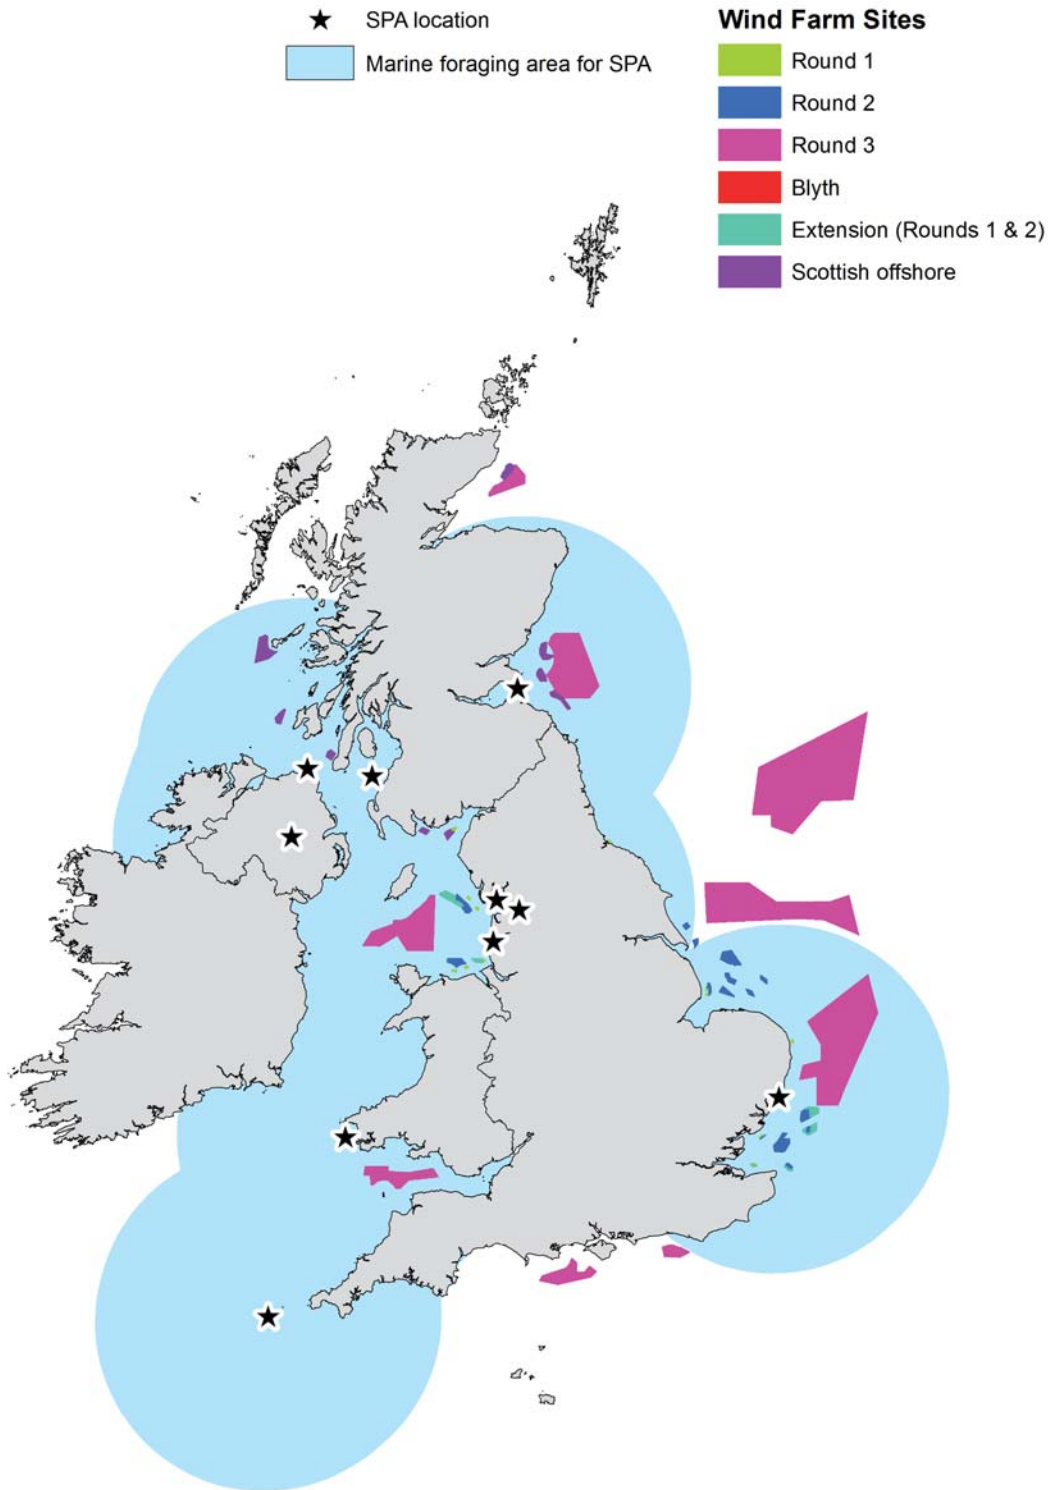 SPA location
Marine foraging area for SPA
Wind Farm Sites
Round 1
Round 2
Round 3
Blyth
Extension (Rounds 1 & 2)
Scottish offshore